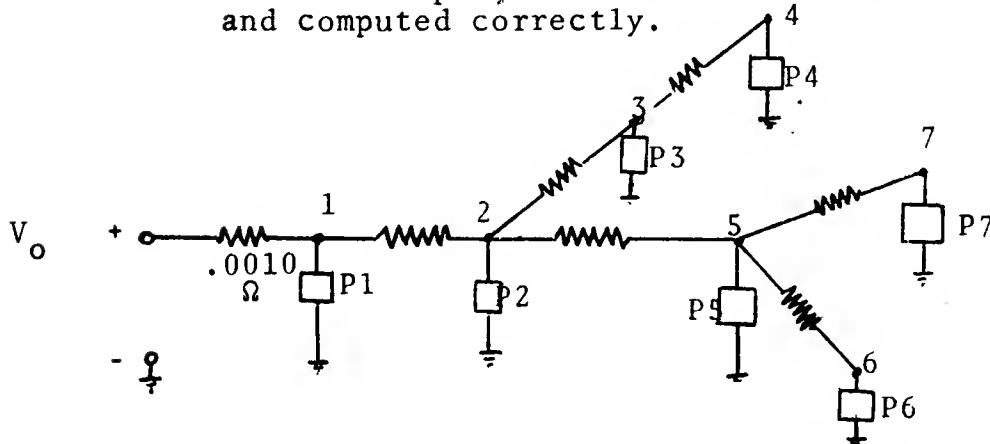 and computed correctly.
4
P4
3
P3
7
P7
1
2
5
V
o
+
.0010
Ω
P1
P2
P5
-
6
P6